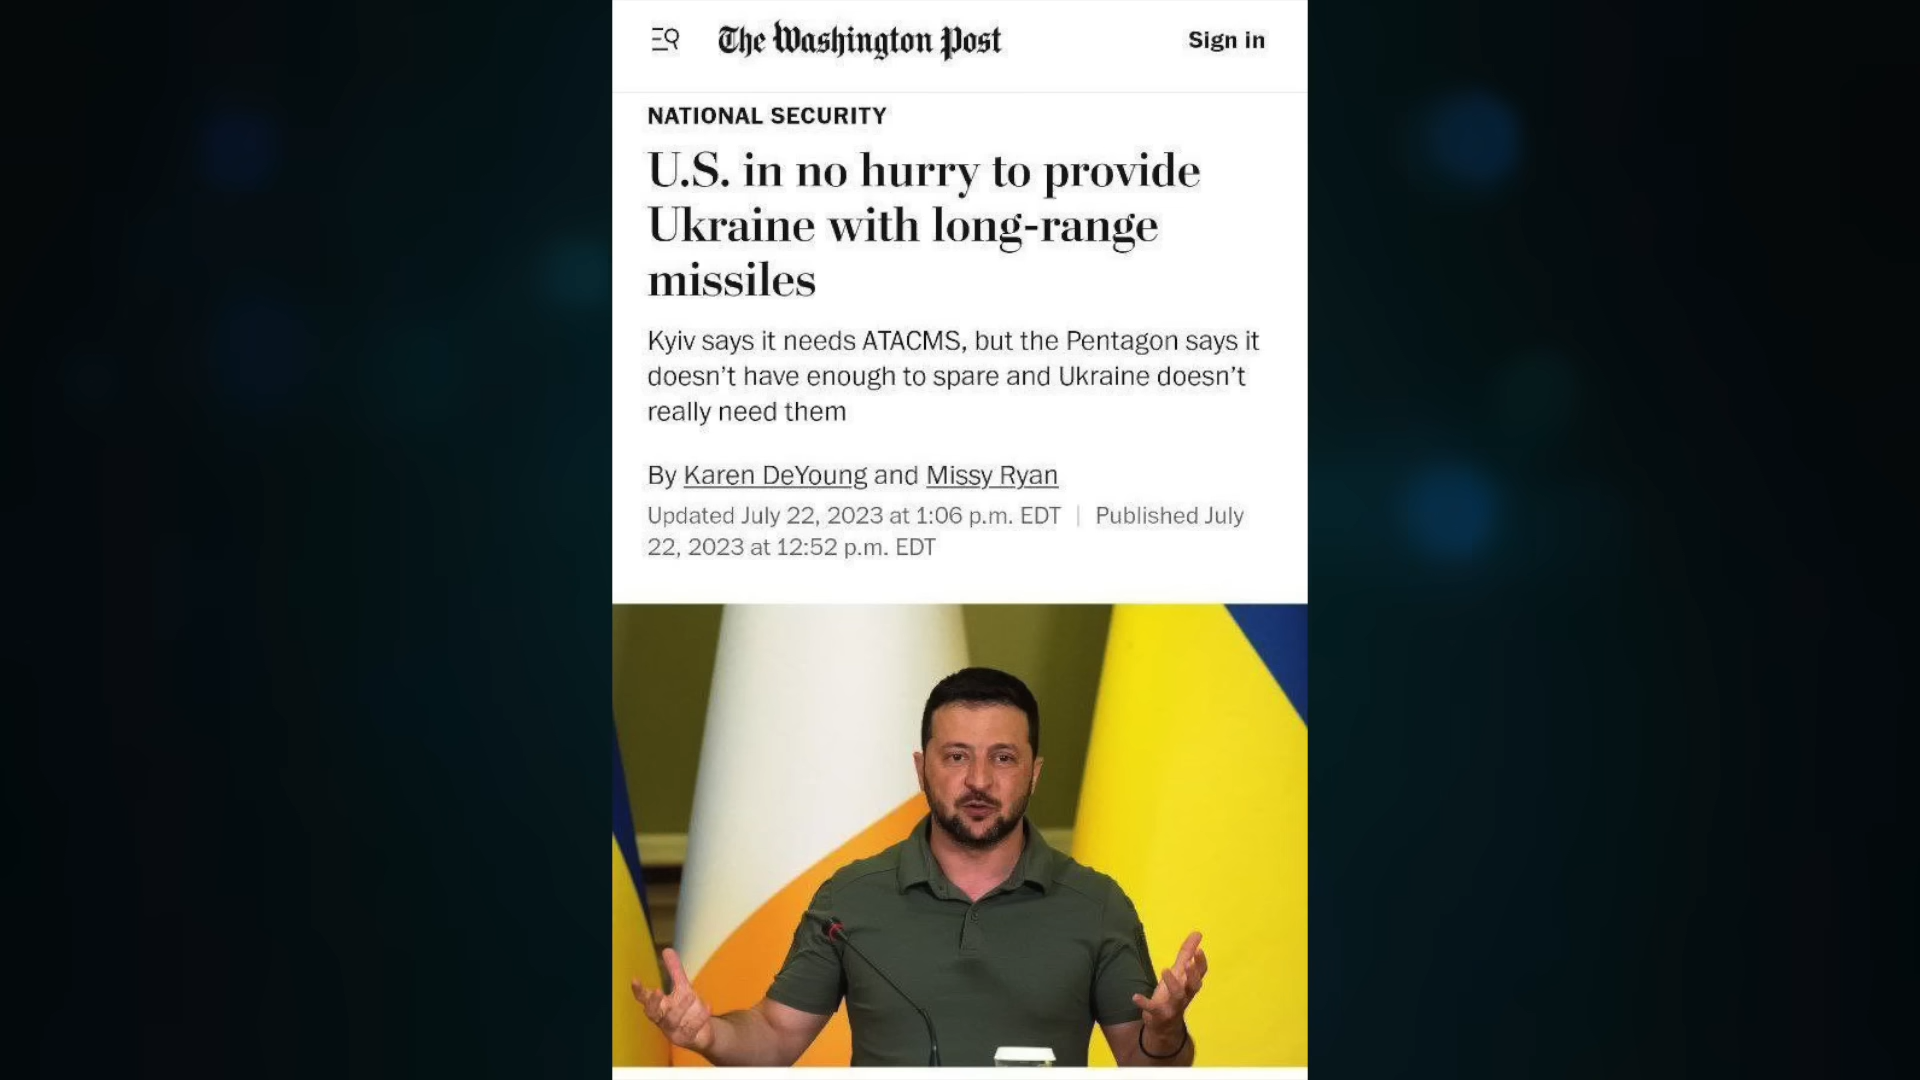 The Washington Post
Sign in
NATIONAL SECURITY
U.S. in no hurry to provide
Ukraine with long-range
missiles
Kyiv says it needs ATACMS, but the Pentagon says it
doesn't have enough to spare and Ukraine doesn't
really need them
By Karen DeYoung and Missy Ryan
Updated July 22, 2023 at 1:06 p.m. EDT | Published July
22, 2023 at 12:52 p.m. EDT